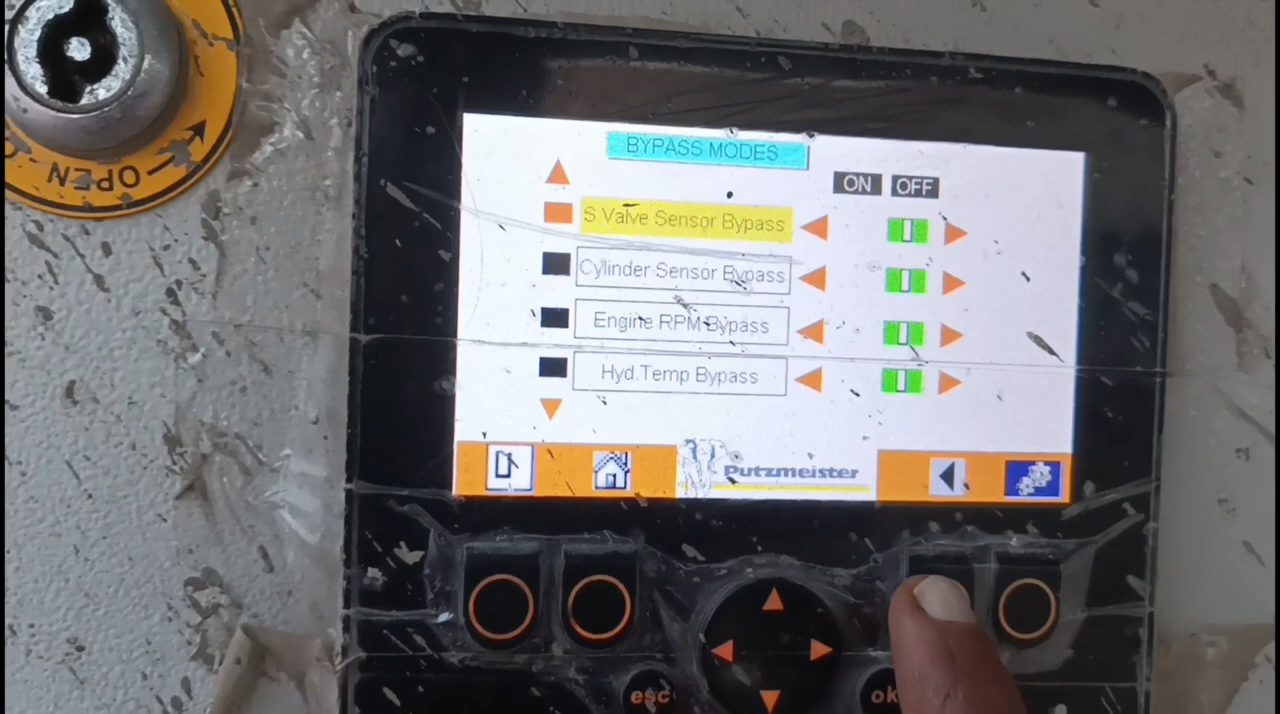 OPEN
BYPASS MODES
ON OFF
S Valve Sensor Bypass
Cylinder Sensor Bypass
Engine RPM Bypass
Hyd.Temp Bypass
Putzmeister
esc ok